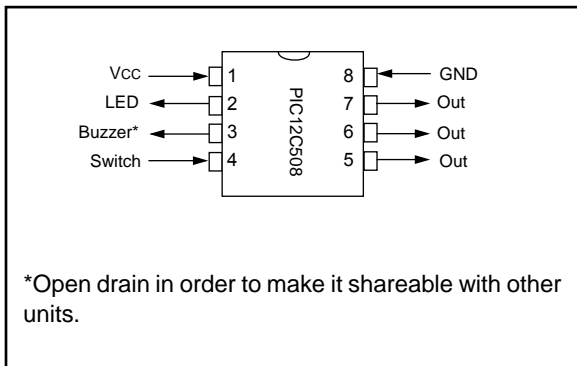 Vcc 1 8 GND
LED 2 7 Out
Buzzer* 3 6 Out
Switch 4 5 Out
PIC12C508
*Open drain in order to make it shareable with other
units.